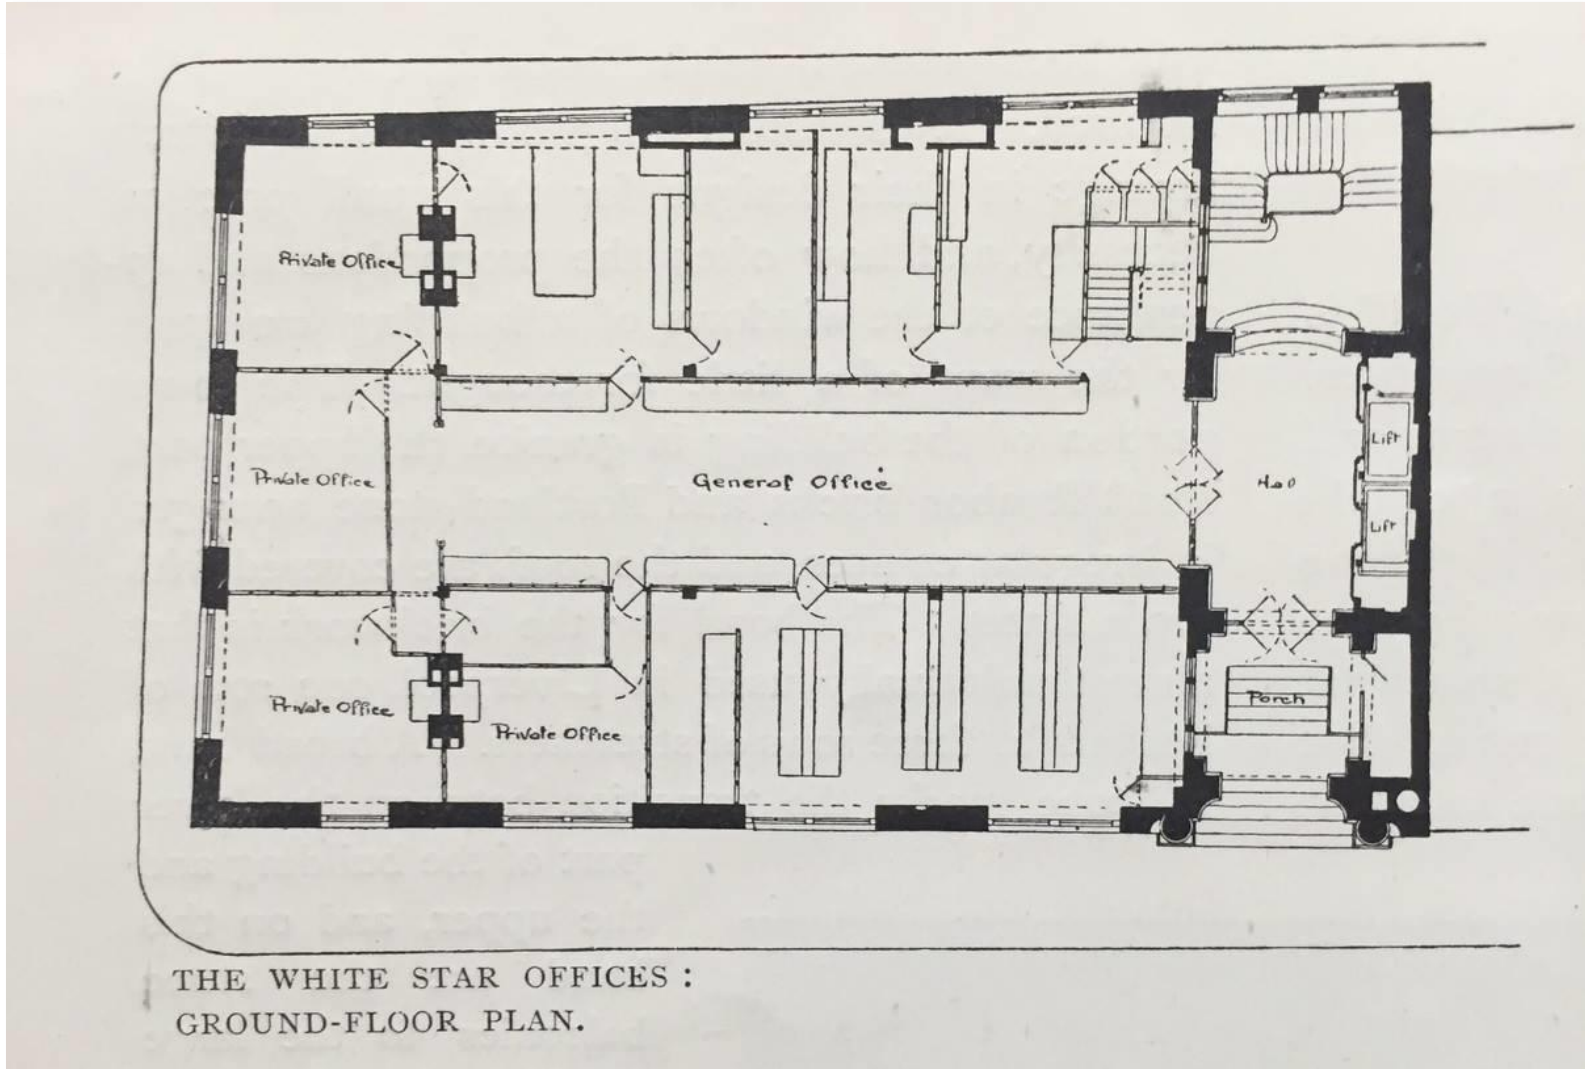 Private Office
Private Office
General Office
Hall
Lift
Lift
Private Office
Private Office
Porch
THE WHITE STAR OFFICES :
GROUND-FLOOR PLAN.